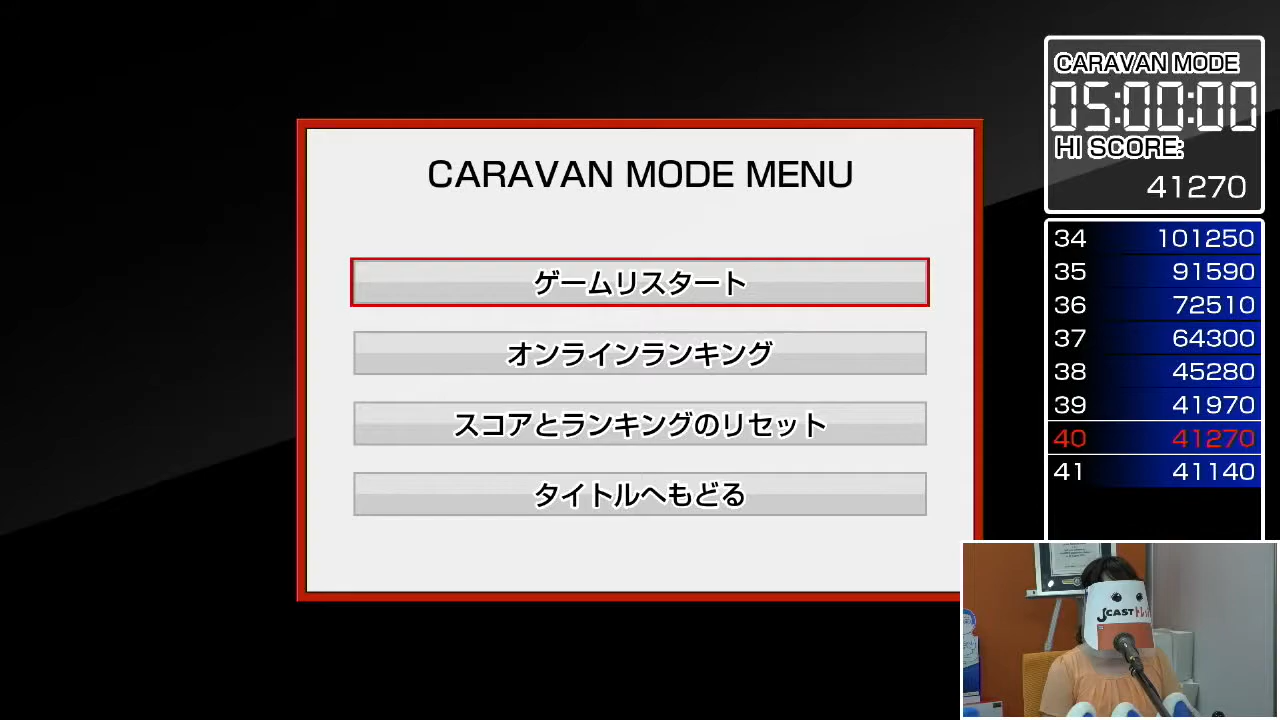 CARAVAN MODE MENU
ゲームリスタート
オンラインランキング
スコアとランキングのリセット
タイトルへもどる
CARAVAN MODE
05:00:00
HI SCORE:
41270
34 101250
35 91590
36 72510
37 64300
38 45280
39 41970
40 41270
41 41140
JCAST